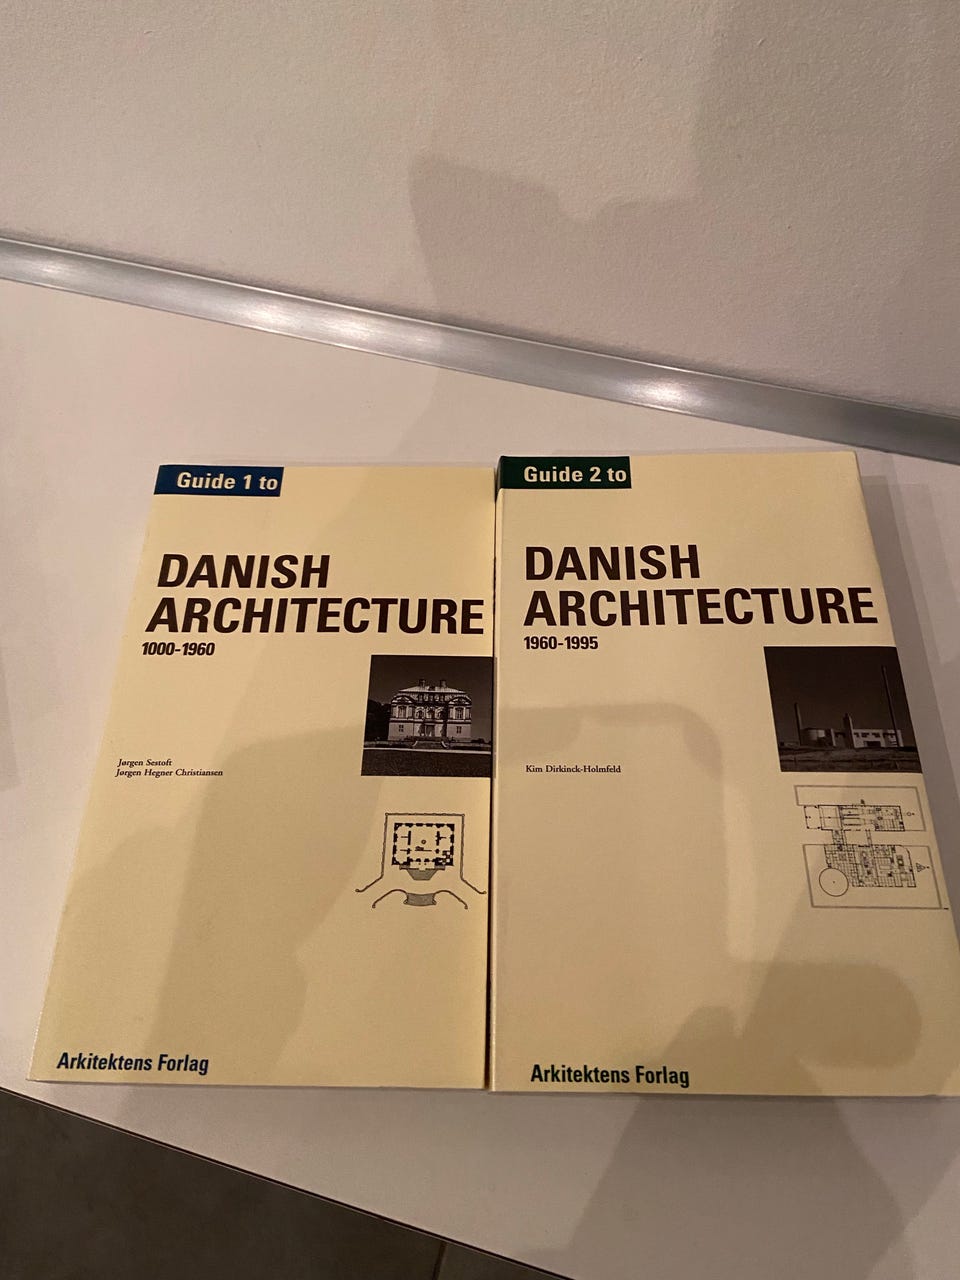 Guide 1 to
DANISH
ARCHITECTURE
1000-1960
Jørgen Sestoft
Jørgen Hegner Christiansen
Arkitektens Forlag
Guide 2 to
DANISH
ARCHITECTURE
1960-1995
Kim Dirkinck-Holmfeld
Arkitektens Forlag